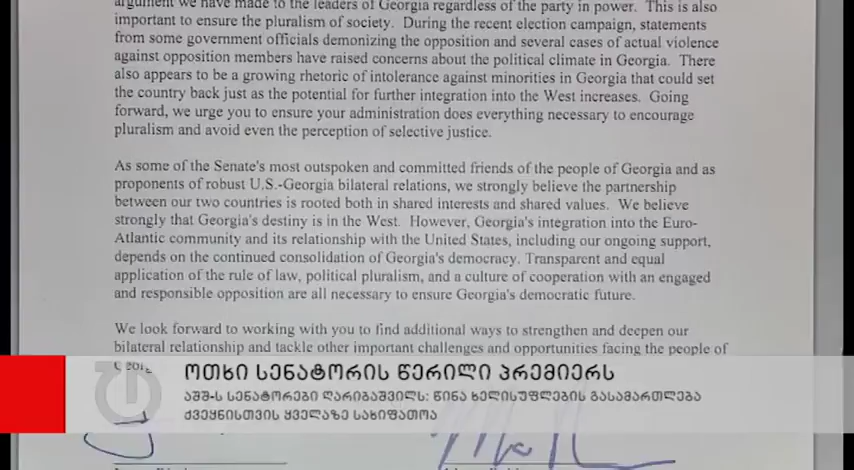 argument we have made to the leaders of Georgia regardless of the party in power. This is also
important to ensure the pluralism of society. During the recent election campaign, statements
from some government officials demonizing the opposition and several cases of actual violence
against opposition members have raised concerns about the political climate in Georgia. There
also appears to be a growing rhetoric of intolerance against minorities in Georgia that could set
the country back just as the potential for further integration into the West increases. Going
forward, we urge you to ensure your administration does everything necessary to encourage
pluralism and avoid even the perception of selective justice.
As some of the Senate's most outspoken and committed friends of the people of Georgia and as
proponents of robust U.S.-Georgia bilateral relations, we strongly believe the partnership
between our two countries is rooted both in shared interests and shared values. We believe
strongly that Georgia's destiny is in the West. However, Georgia's integration into the Euro-
Atlantic community and its relationship with the United States, including our ongoing support,
depends on the continued consolidation of Georgia's democracy. Transparent and equal
application of the rule of law, political pluralism, and a culture of cooperation with an engaged
and responsible opposition are all necessary to ensure Georgia's democratic future.
We look forward to working with you to find additional ways to strengthen and deepen our
bilateral relationship and tackle other important challenges and opportunities facing the people of
ოთხი სენატორის წერილი პრემიერს
აშშ-ს სენატორები ღარიბაშვილს: წინა ხელისუფლების გასამართლება
ქვეყნისთვის ყველაზე სახიფათოა